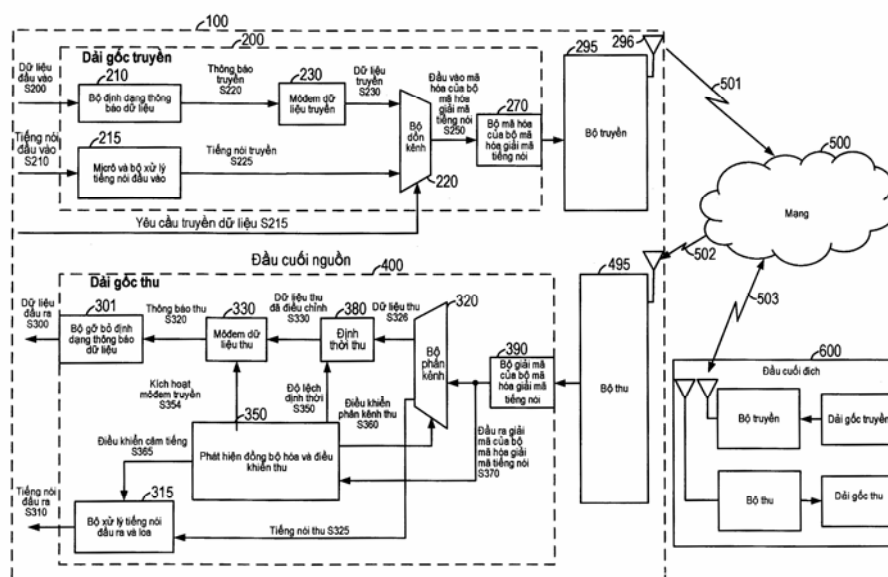 100
200
Dải gốc truyền
Dữ liệu
đầu vào
S200
210
Bộ định dạng thông
báo dữ liệu
Thông báo
truyền
S220
230
Môđem dữ
liệu truyền
Dữ liệu
truyền
S230
Bộ
dồn
kênh
220
Đầu vào mã
hóa của bộ
mã hóa
giải mã
tiếng nói
S250
270
Bộ mã hóa
của bộ mã
hóa giải mã
tiếng nói
295
Bộ truyền
296
501
Tiếng nói
đầu vào
S210
215
Micrô và bộ xử lý
tiếng nói đầu vào
Tiếng nói truyền
S225
Yêu cầu truyền dữ liệu S215
500
Mạng
502
503
Đầu cuối nguồn
400
Dải gốc thu
Dữ liệu
đầu ra
S300
301
Bộ gỡ bỏ định
dạng thông báo
dữ liệu
Thông báo
thu
S320
330
Môđem dữ
liệu thu
Dữ liệu thu
đã điều chỉnh
S330
380
Định
thời thu
Dữ liệu thu
S326
320
Bộ
phân
kênh
390
Bộ giải mã
của bộ mã
hóa giải mã
tiếng nói
495
Bộ thu
Kích hoạt
môđem truyền
S354
Độ lệch
định thời
S350
Điều khiển
phân kênh thu
S360
350
Phát hiện đồng bộ hóa và điều
khiển thu
Điều khiển câm tiếng
S365
Đầu ra giải
mã của bộ
mã hóa giải
mã tiếng nói
S370
Tiếng nói
đầu ra
S310
315
Bộ xử lý tiếng nói
đầu ra và loa
Tiếng nói thu S325
600
Đầu cuối đích
Bộ truyền
Dải gốc truyền
Bộ thu
Dải gốc thu